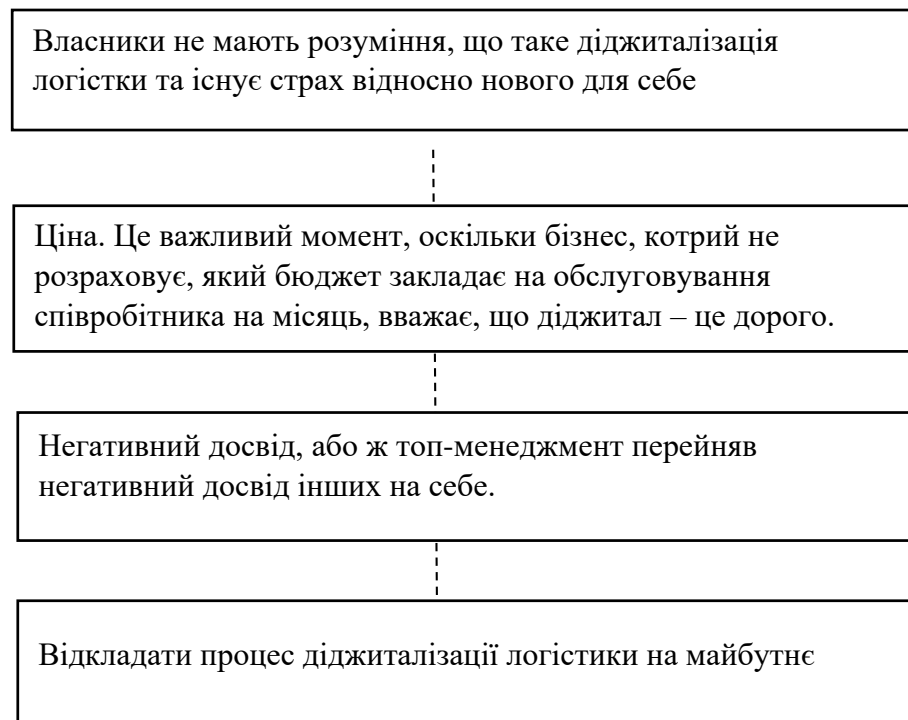 Власники не мають розуміння, що таке діджиталізація
логістки та існує страх відносно нового для себе
Ціна. Це важливий момент, оскільки бізнес, котрий не
розраховує, який бюджет закладає на обслуговування
співробітника на місяць, вважає, що діджитал – це дорого.
Негативний досвід, або ж топ-менеджмент перейняв
негативний досвід інших на себе.
Відкладати процес діджиталізації логістики на майбутнє